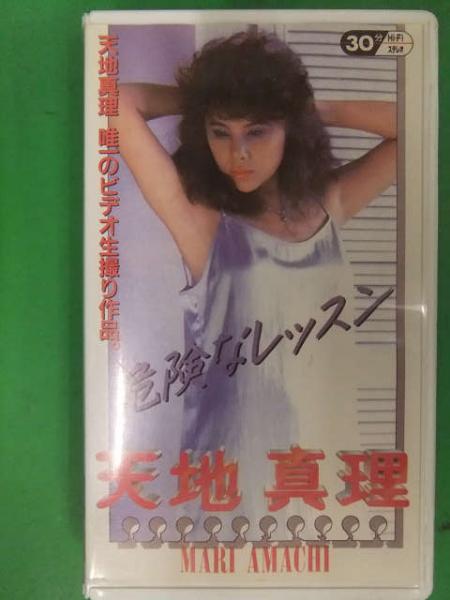 30分 Hi-Fi
ステレオ
天地真理 唯一のビデオ生撮り作品。
危険なレッスン
天地 真理
MARI AMACHI